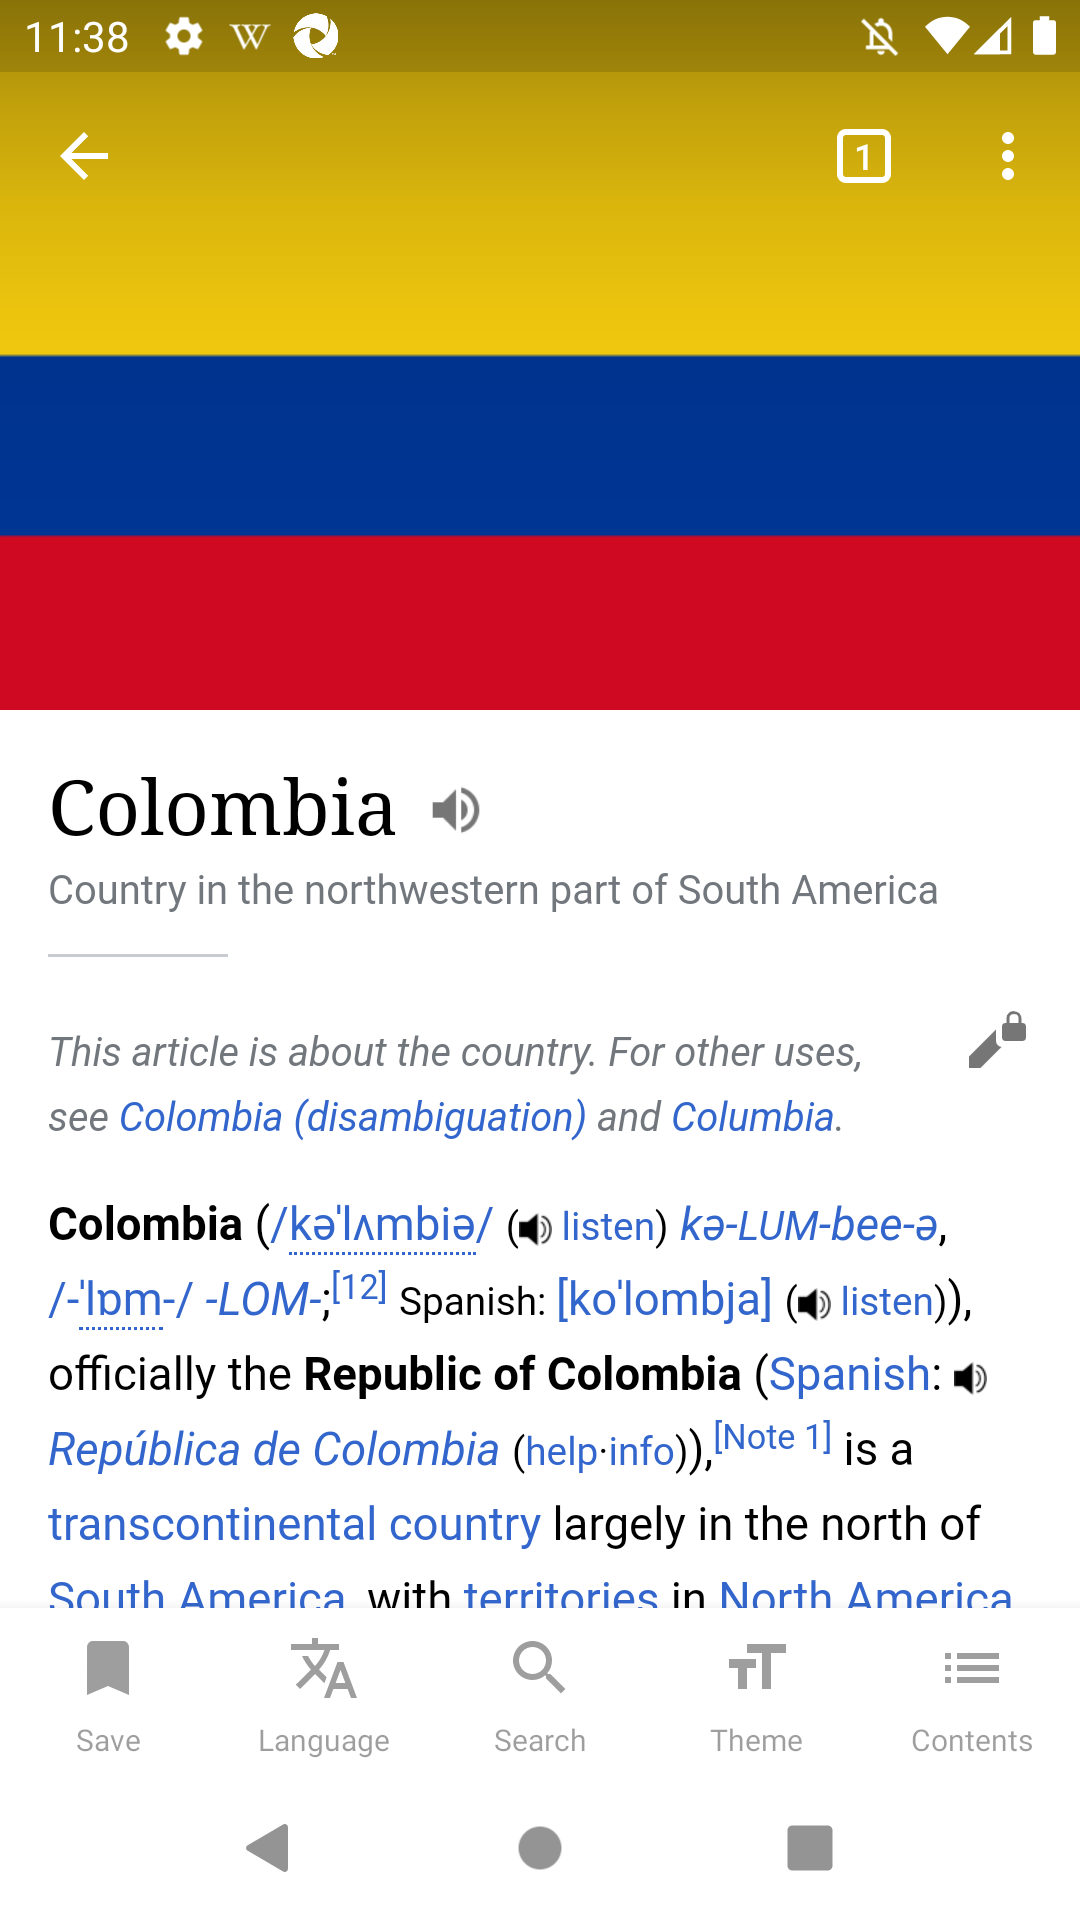 11:38
1
Colombia
Country in the northwestern part of South America
This article is about the country. For other uses,
see Colombia (disambiguation) and Columbia.
Colombia (/kəˈlʌmbiə/ (listen) kə-LUM-bee-ə,
/-ˈlɒm-/ -LOM-;[12] Spanish: [koˈlombja] (listen)),
officially the Republic of Colombia (Spanish:
República de Colombia (help·info)),[Note 1] is a
transcontinental country largely in the north of
South America, with territories in North America
Save
Language
Search
Theme
Contents